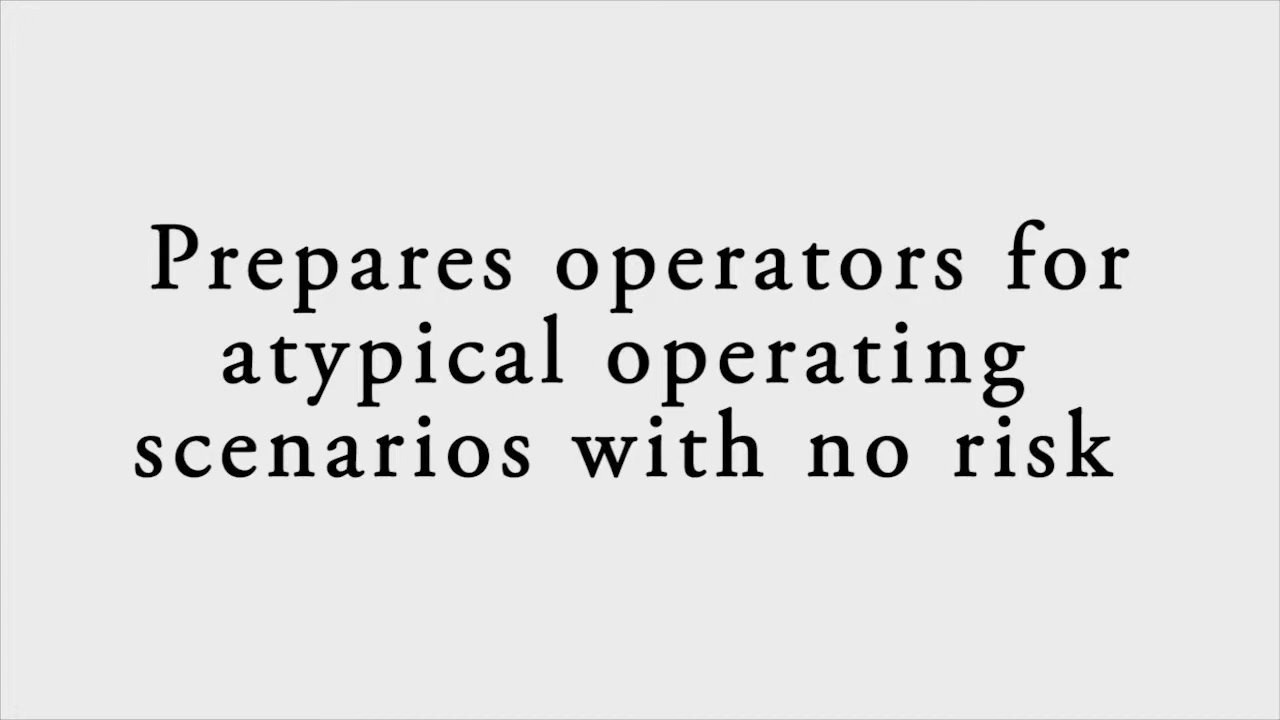 Prepares operators for
atypical operating
scenarios with no risk